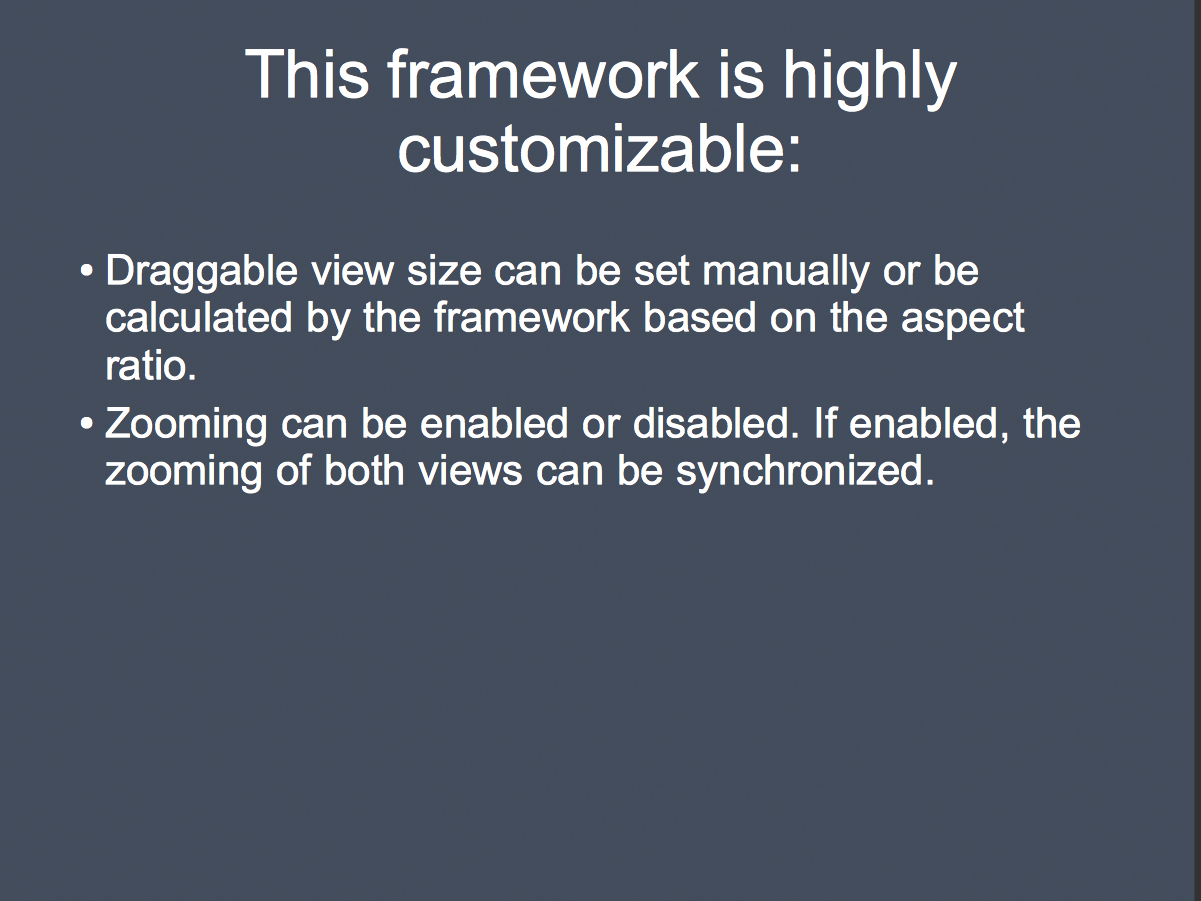 This framework is highly
customizable:
• Draggable view size can be set manually or be
calculated by the framework based on the aspect
ratio.
• Zooming can be enabled or disabled. If enabled, the
zooming of both views can be synchronized.